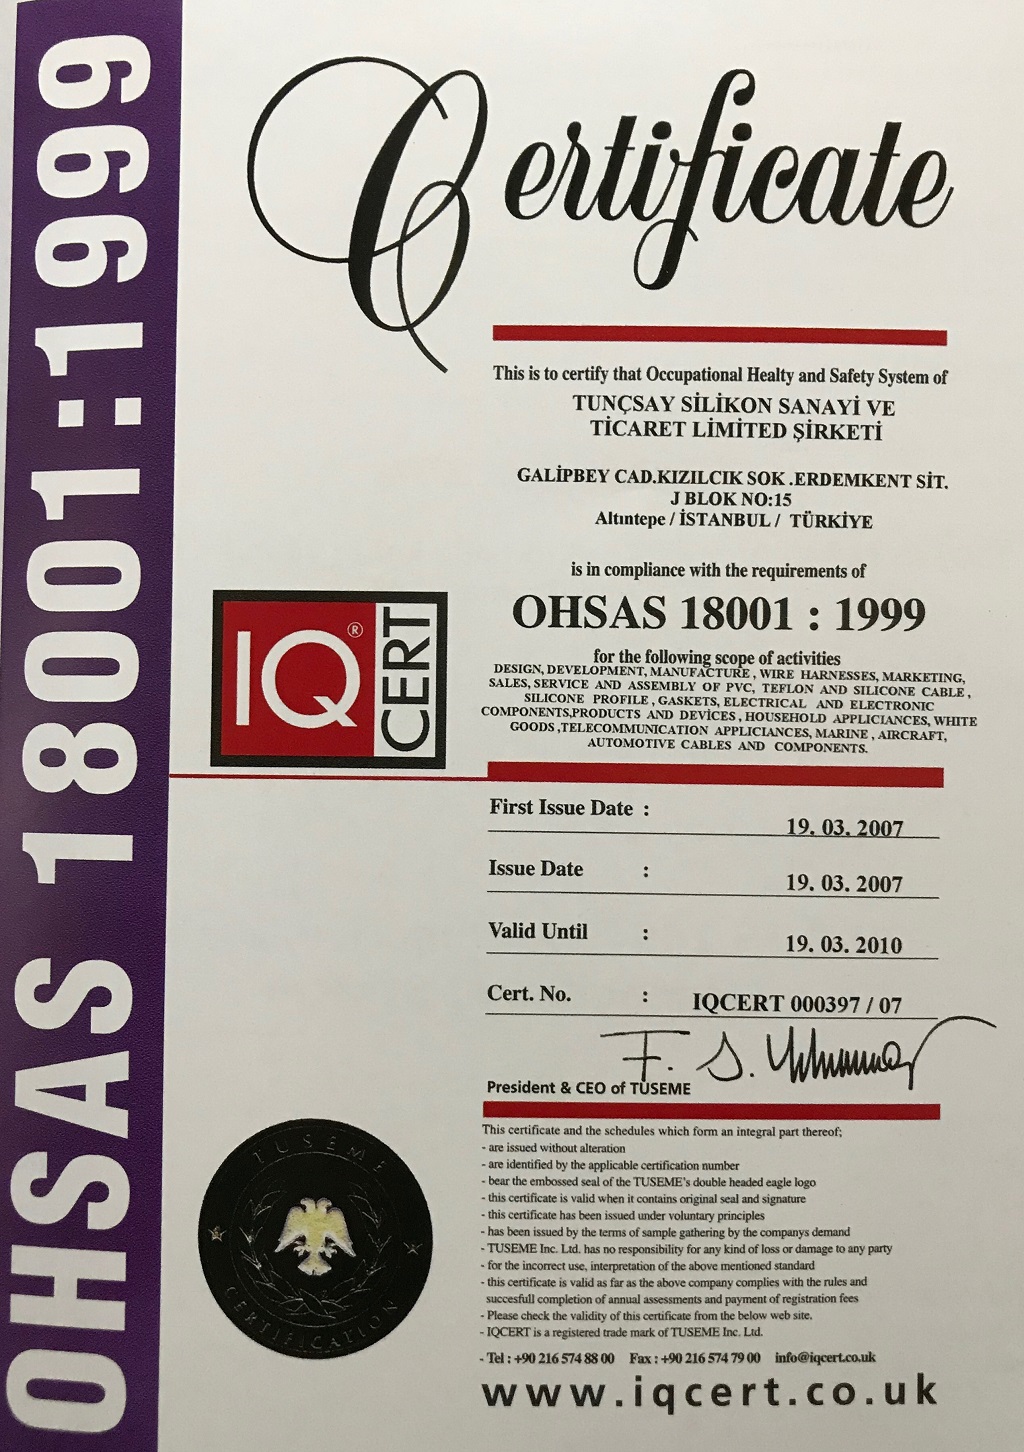 OHSAS 18001:1999
Certificate
This is to certify that Occupational Healty and Safety System of
TUNÇSAY SİLİKON SANAYİ VE
TİCARET LİMİTED ŞİRKETİ
GALİPBEY CAD.KIZILCIK SOK .ERDEMKENT SİT.
J BLOK NO:15
Altıntepe / İSTANBUL / TÜRKİYE
is in compliance with the requirements of
OHSAS 18001 : 1999
IQ® CERT
for the following scope of activities
DESIGN, DEVELOPMENT, MANUFACTURE , WIRE HARNESSES, MARKETING,
SALES, SERVICE AND ASSEMBLY OF PVC, TEFLON AND SILICONE CABLE ,
SILICONE PROFILE , GASKETS, ELECTRICAL AND ELECTRONIC
COMPONENTS,PRODUCTS AND DEVİCES , HOUSEHOLD APPLICIANCES, WHITE
GOODS ,TELECOMMUNICATION APPLICIANCES, MARINE , AIRCRAFT,
AUTOMOTIVE CABLES AND COMPONENTS.
First Issue Date : 19. 03. 2007
Issue Date : 19. 03. 2007
Valid Until : 19. 03. 2010
Cert. No. : IQCERT 000397 / 07
President & CEO of TUSEME
This certificate and the schedules which form an integral part thereof;
- are issued without alteration
- are identified by the applicable certification number
- bear the embossed seal of the TUSEME's double headed eagle logo
- this certificate is valid when it contains original seal and signature
- this certificate has been issued under voluntary principles
- has been issued by the terms of sample gathering by the companys demand
- TUSEME Inc. Ltd. has no responsibility for any kind of loss or damage to any party
- for the incorrect use, interpretation of the above mentioned standard
- this certificate is valid as far as the above company complies with the rules and
succesfull completion of annual assessments and payment of registration fees
- Please check the validity of this certificate from the below web site.
- IQCERT is a registered trade mark of TUSEME Inc. Ltd.
- Tel : +90 216 574 88 00 Fax : +90 216 574 79 00 info@iqcert.co.uk
www.iqcert.co.uk
TUSEME
CERTIFICATION